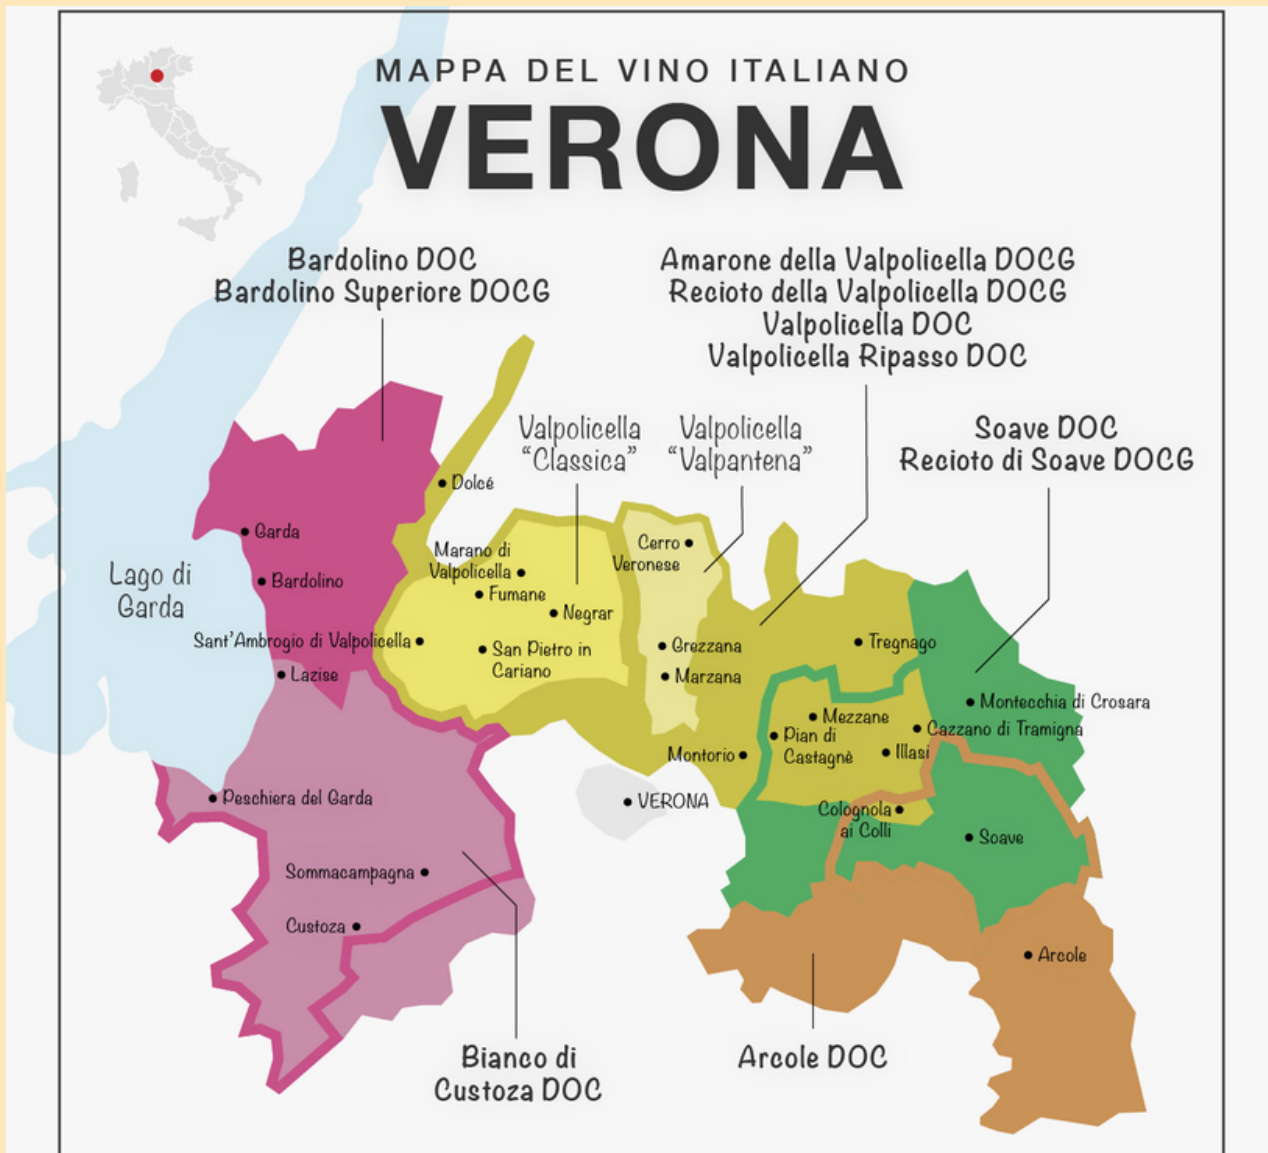 MAPPA DEL VINO ITALIANO
VERONA
Bardolino DOC
Bardolino Superiore DOCG
Amarone della Valpolicella DOCG
Recioto della Valpolicella DOCG
Valpolicella DOC
Valpolicella Ripasso DOC
Valpolicella
“Classica”
Valpolicella
“Valpantena”
Soave DOC
Recioto di Soave DOCG
Dolcé
Garda
Marano di
Valpolicella
Cerro
Veronese
Lago di
Garda
Bardolino
Fumane
Negrar
Sant'Ambrogio di Valpolicella
San Pietro in
Cariano
Grezzana
Tregnago
Lazise
Marzana
Montecchia di Crosara
Mezzane
Pian di
Castagnè
Cazzano di Tramigna
Illasi
Montorio
Peschiera del Garda
VERONA
Colognola
ai Colli
Soave
Sommacampagna
Custoza
Arcole
Bianco di
Custoza DOC
Arcole DOC